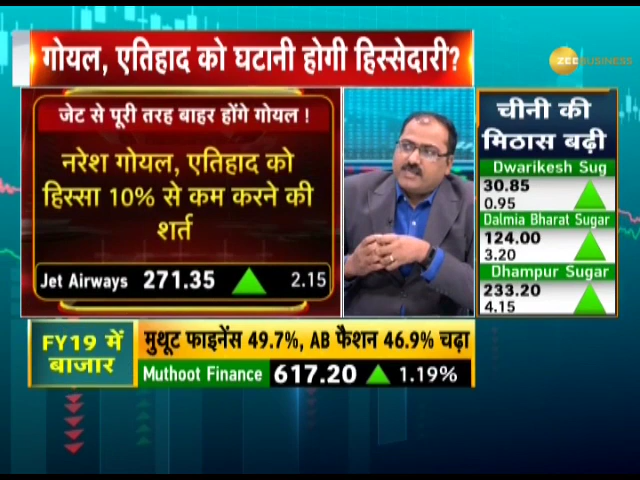 गोयल, एतिहाद को घटानी होगी हिस्सेदारी?
ZEE BUSINESS
जेट से पूरी तरह बाहर होंगे गोयल !
नरेश गोयल, एतिहाद को
हिस्सा 10% से कम करने की
शर्त
Jet Airways 271.35 2.15
चीनी की
मिठास बढ़ी
Dwarikesh Sug
30.85
0.95
Dalmia Bharat Sugar
124.00
3.20
Dhampur Sugar
233.20
4.15
FY19 में
बाजार
मुथूट फाइनेंस 49.7%, AB फैशन 46.9% चढ़ा
Muthoot Finance 617.20 1.19%